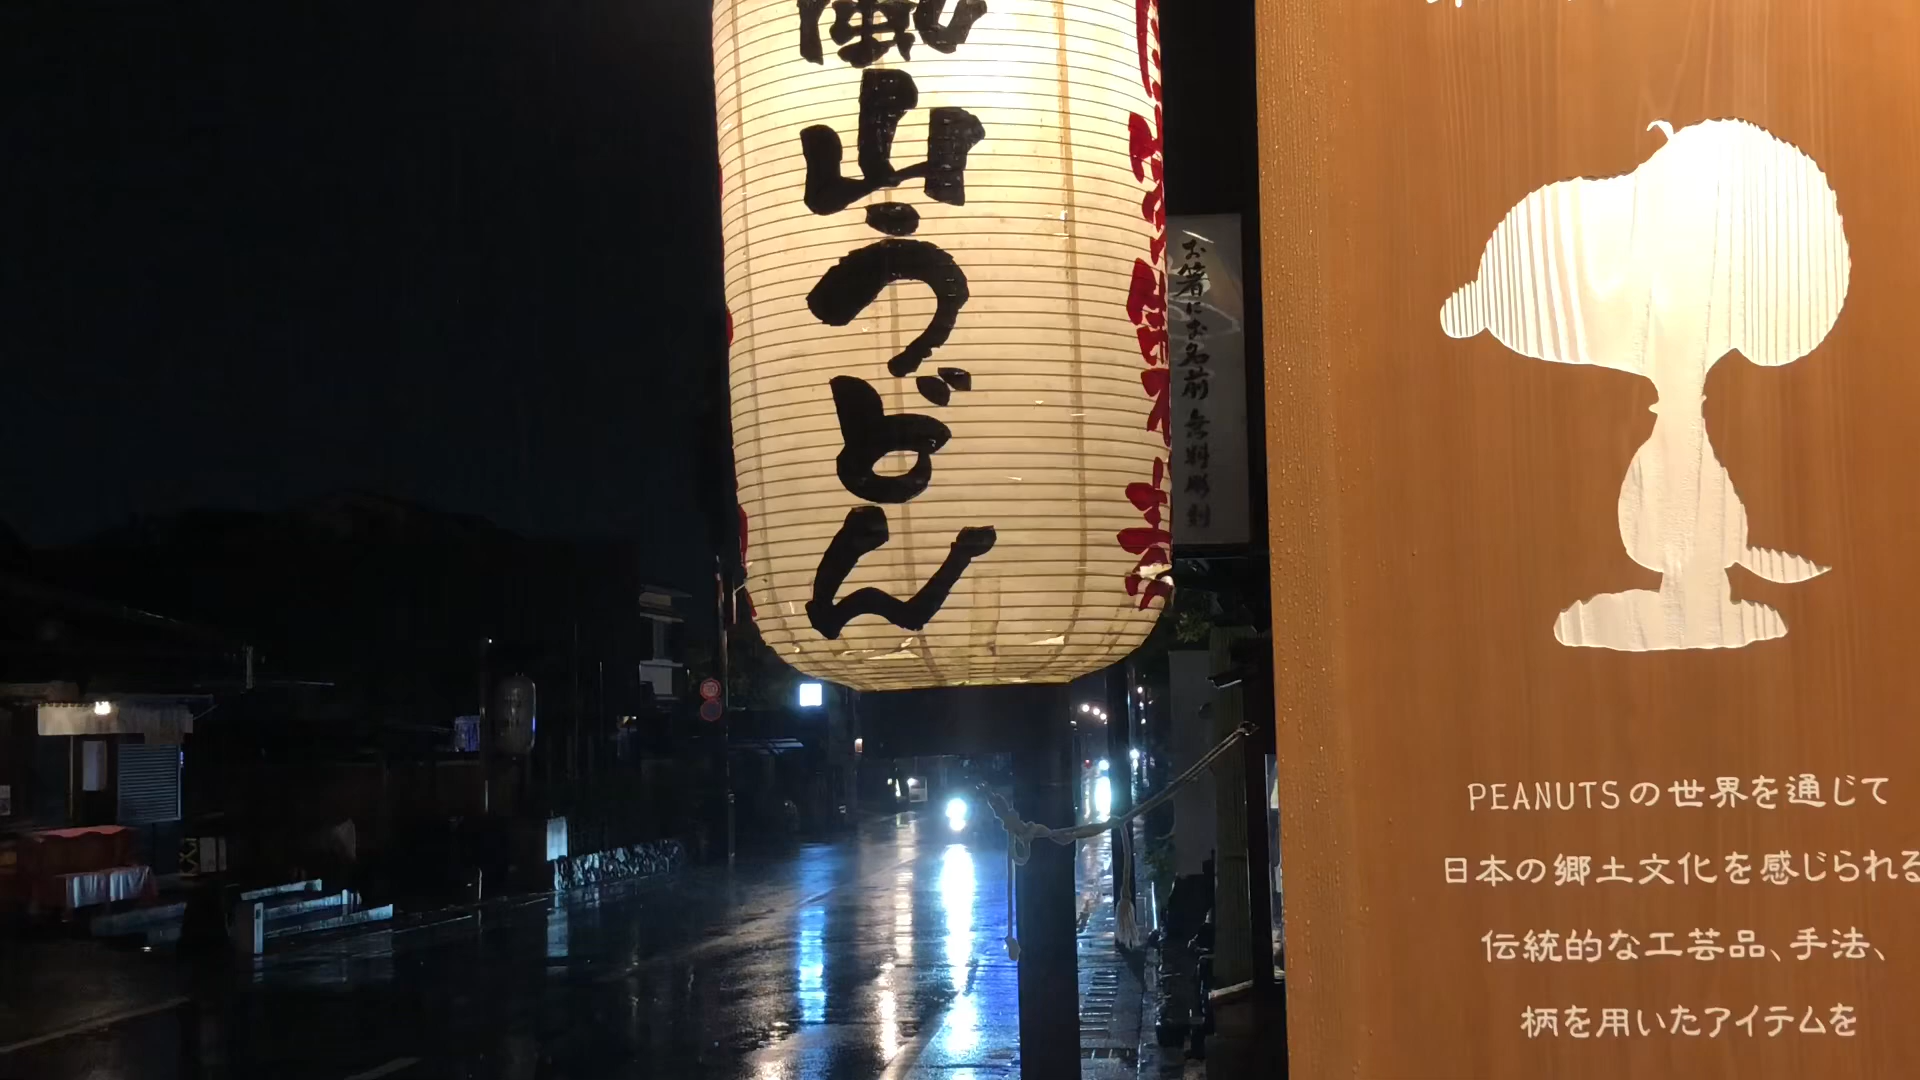 嵐山うどん
お箸にお名前 無料彫刻
PEANUTSの世界を通じて
日本の郷土文化を感じられる
伝統的な工芸品、手法、
柄を用いたアイテムを